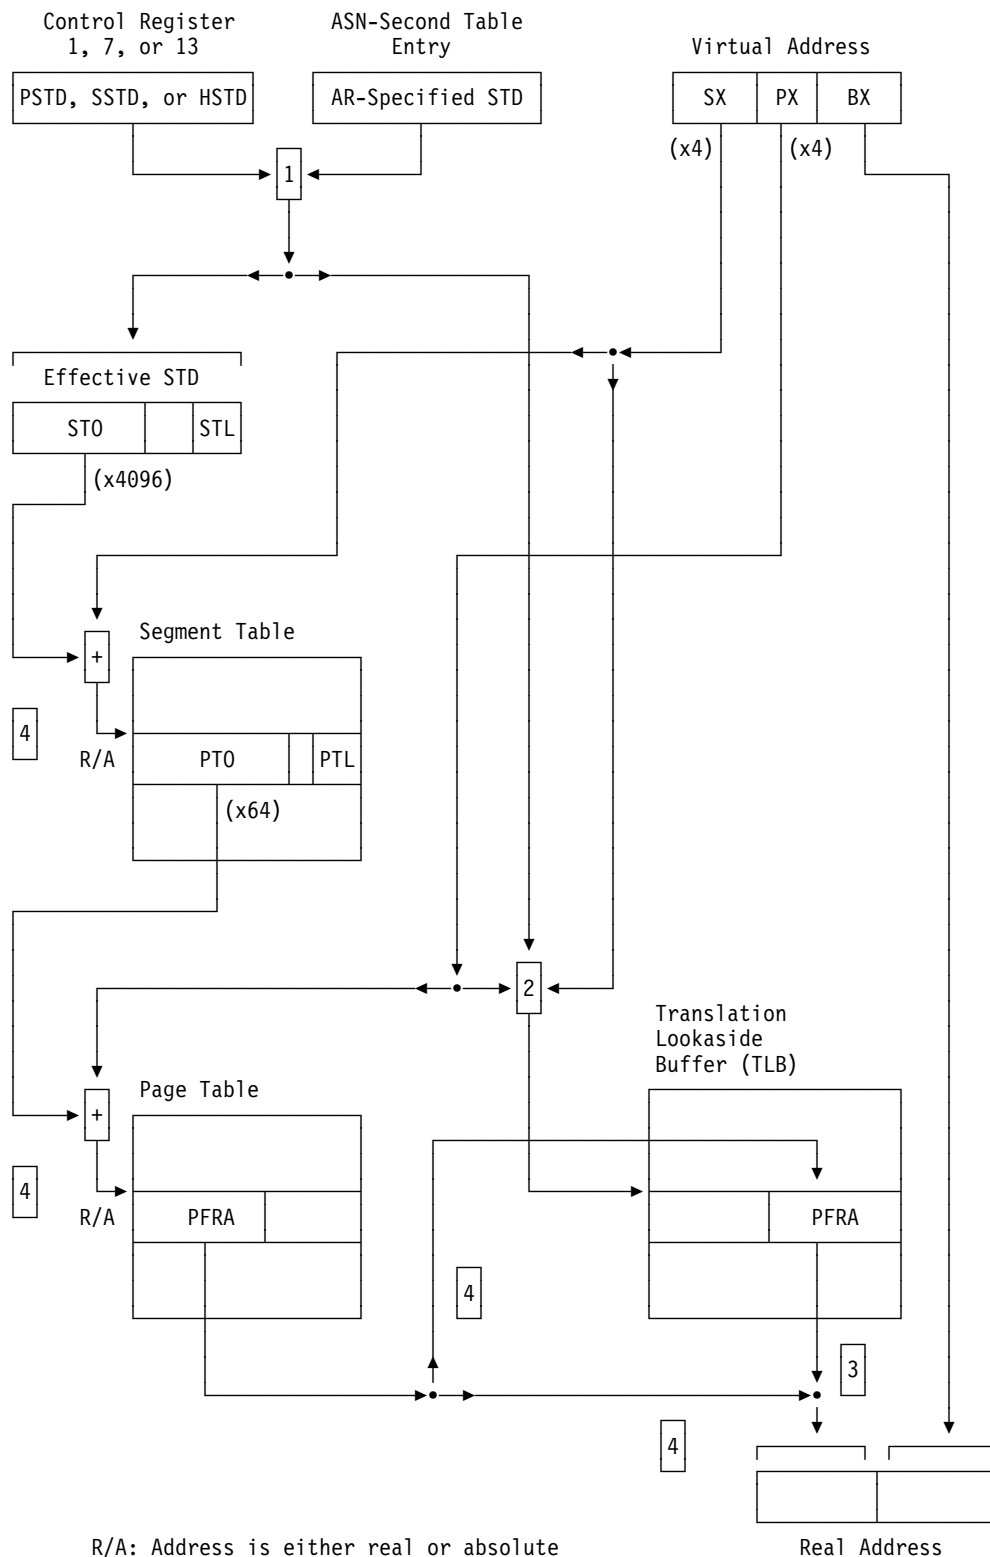 Control Register
1, 7, or 13
ASN-Second Table
Entry
Virtual Address
PSTD, SSTD, or HSTD
AR-Specified STD
SX
PX
BX
(x4)
(x4)
1
Effective STD
STO
STL
(x4096)
+
Segment Table
4
R/A
PTO
PTL
(x64)
2
Translation
Lookaside
Buffer (TLB)
+
Page Table
4
R/A
PFRA
PFRA
4
3
4
R/A: Address is either real or absolute
Real Address